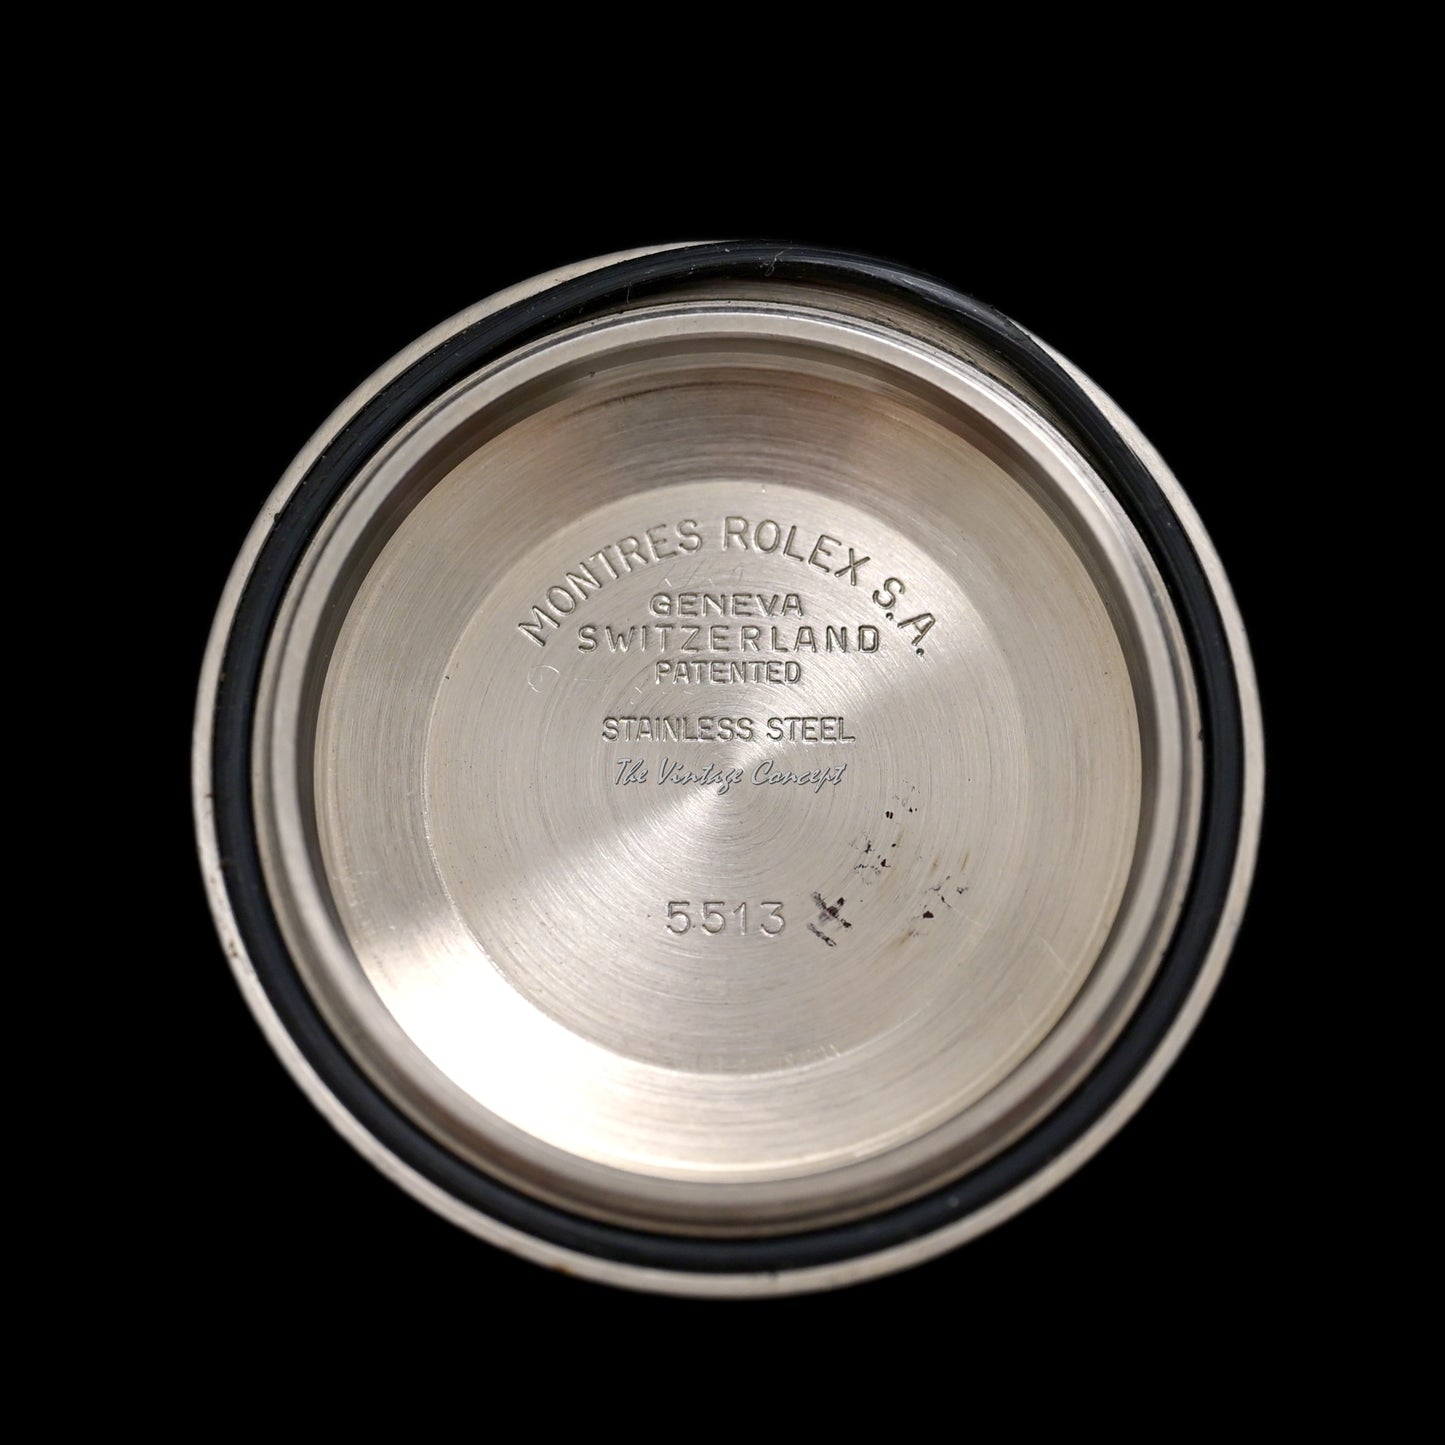 MONTRES ROLEX S.A.
GENEVA
SWITZERLAND
PATENTED
STAINLESS STEEL
The Vintage Concept
5513